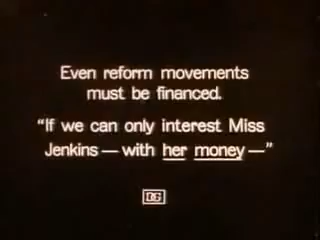 Even reform movements
must be financed.
“If we can only interest Miss
Jenkins — with her money —”
DG